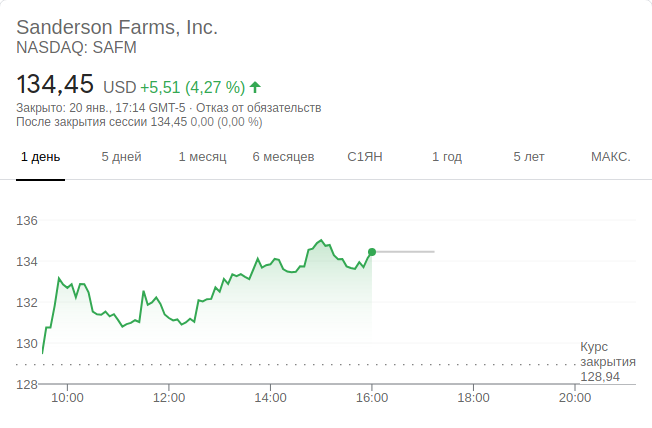 Sanderson Farms, Inc.
NASDAQ: SAFM
134,45 USD +5,51 (4,27 %)
Закрыто: 20 янв., 17:14 GMT-5 · Отказ от обязательств
После закрытия сессии 134,45 0,00 (0,00 %)
1 день 5 дней 1 месяц 6 месяцев С1ЯН 1 год 5 лет МАКС.
136
134
132
130
Курс
закрытия
128,94
128
10:00 12:00 14:00 16:00 18:00 20:00